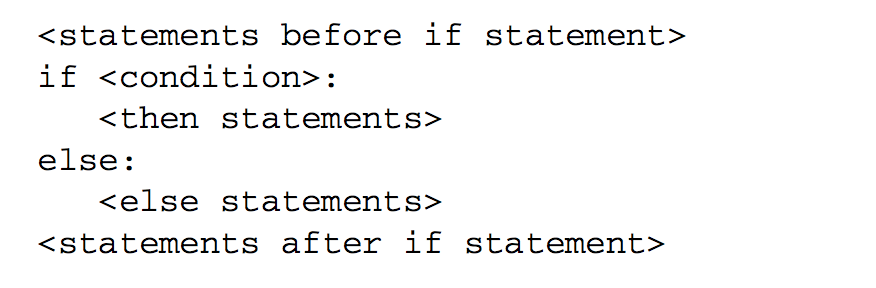 <statements before if statement>
if <condition>:
   <then statements>
else:
   <else statements>
<statements after if statement>